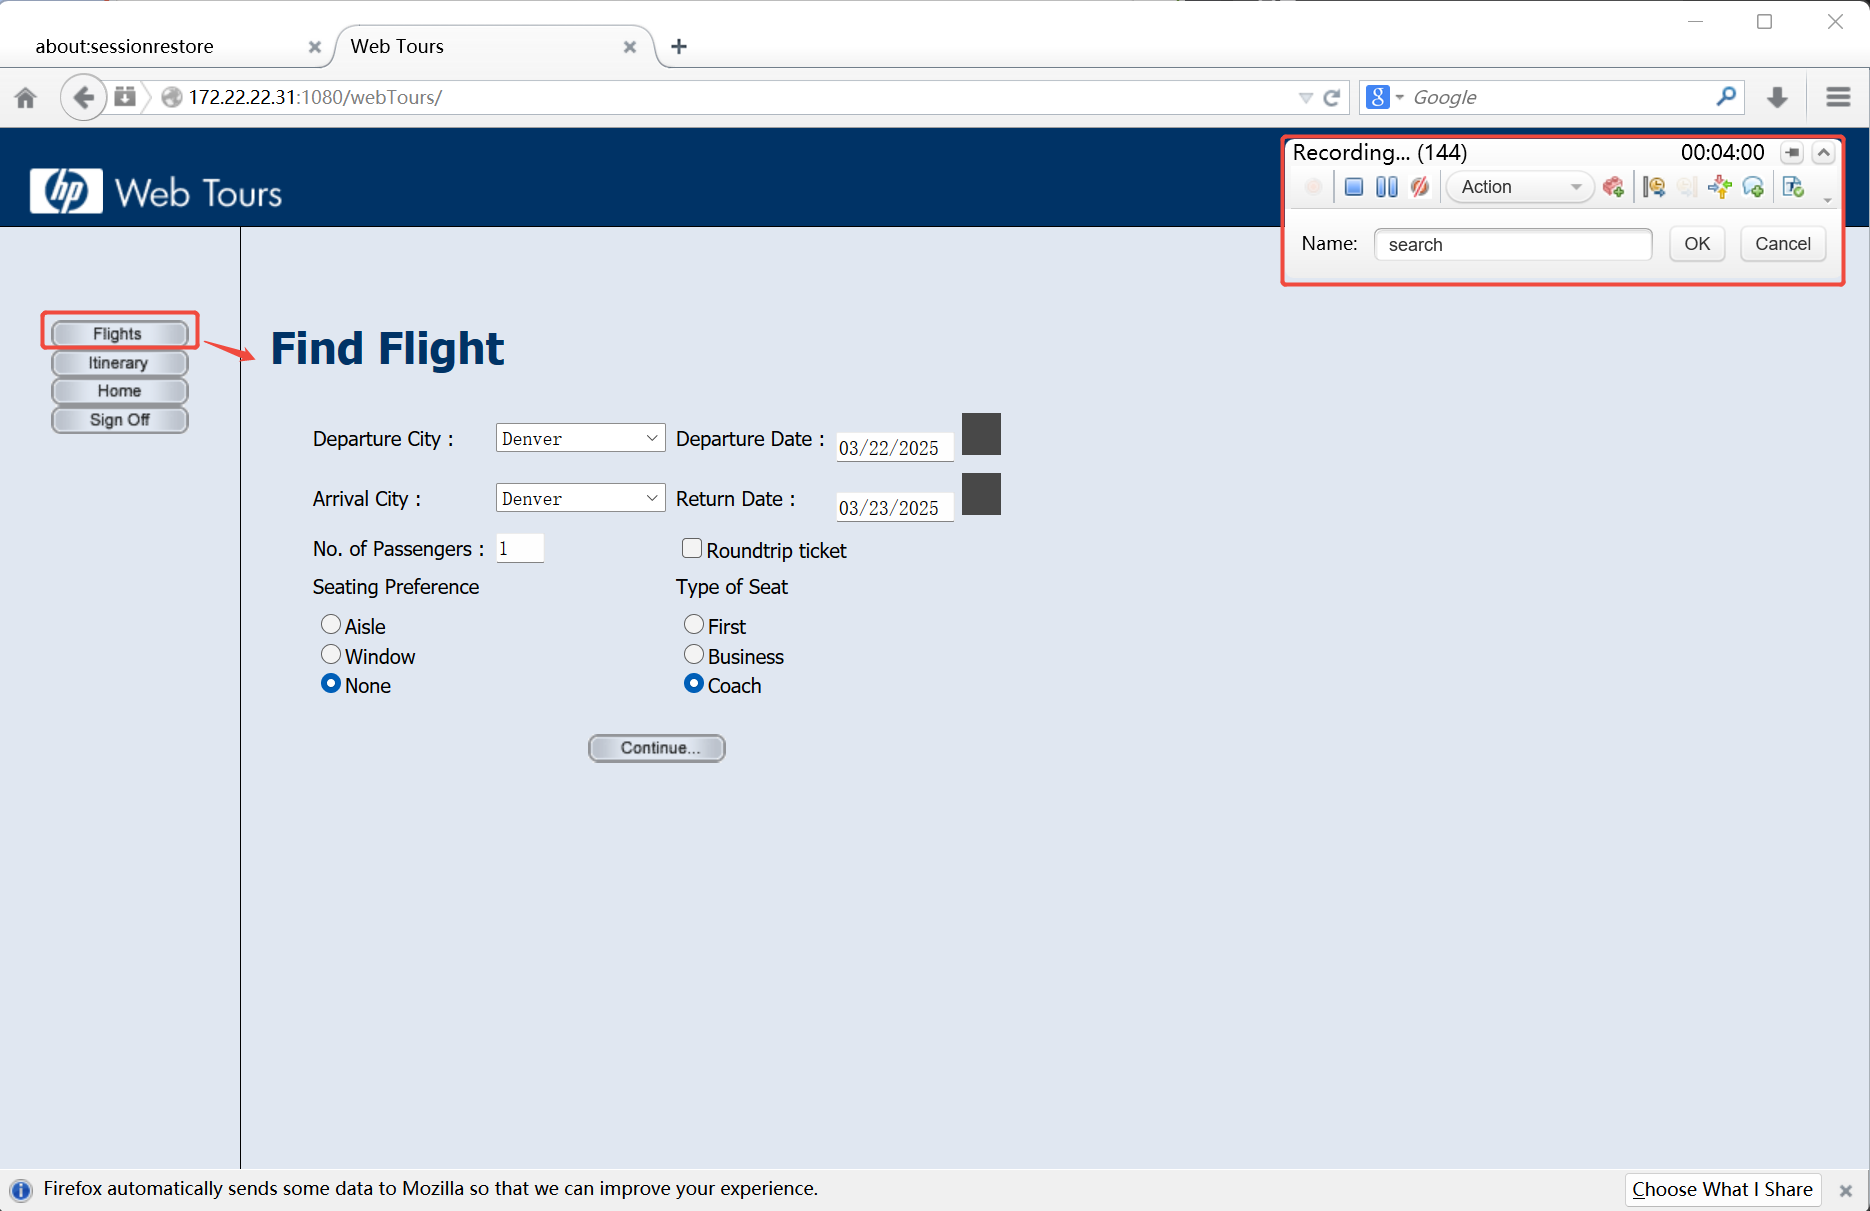 about:sessionrestore
Web Tours
172.22.22.31:1080/webTours/
Google
Recording... (144) 00:04:00
Action
Name: search OK Cancel
hp Web Tours
Flights
Itinerary
Home
Sign Off
Find Flight
Departure City : Denver Departure Date : 03/22/2025
Arrival City : Denver Return Date : 03/23/2025
No. of Passengers : 1 Roundtrip ticket
Seating Preference Type of Seat
Aisle First
Window Business
None Coach
Continue...
Firefox automatically sends some data to Mozilla so that we can improve your experience. Choose What I Share